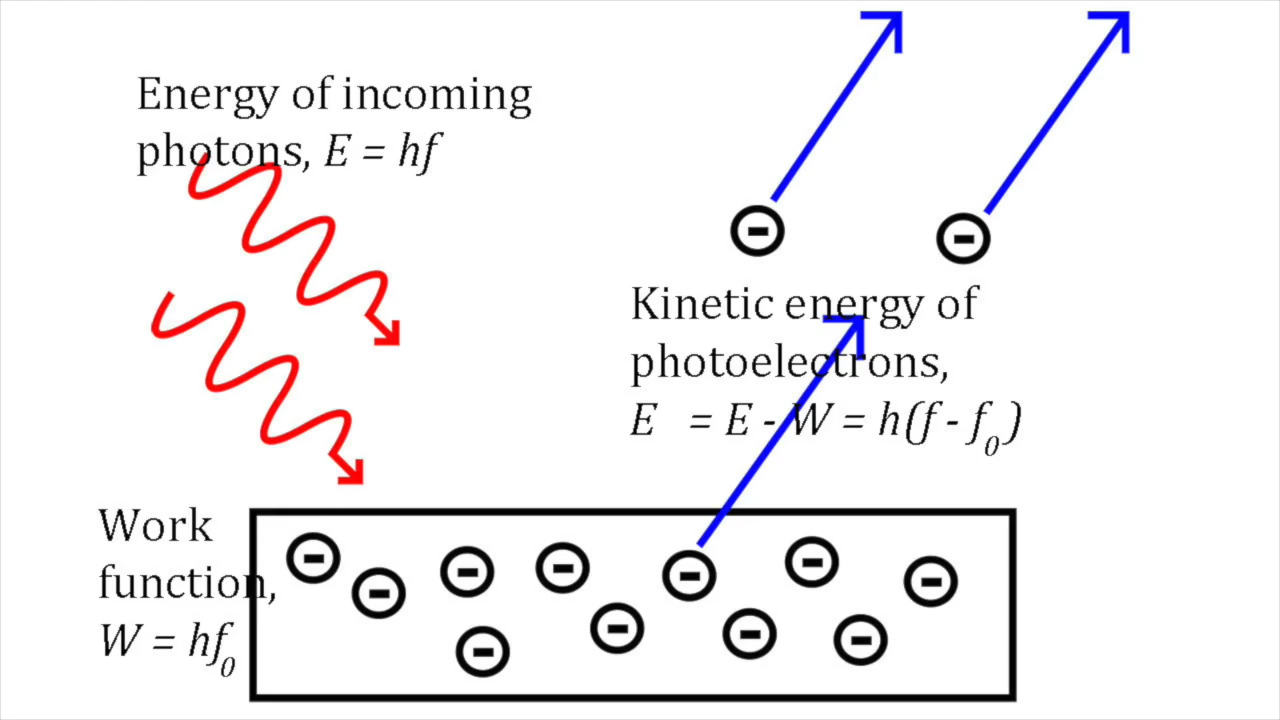 Energy of incoming
photons, E = hf
Kinetic energy of
photoelectrons,
E = E - W = h(f - f₀)
Work
function,
W = hf₀